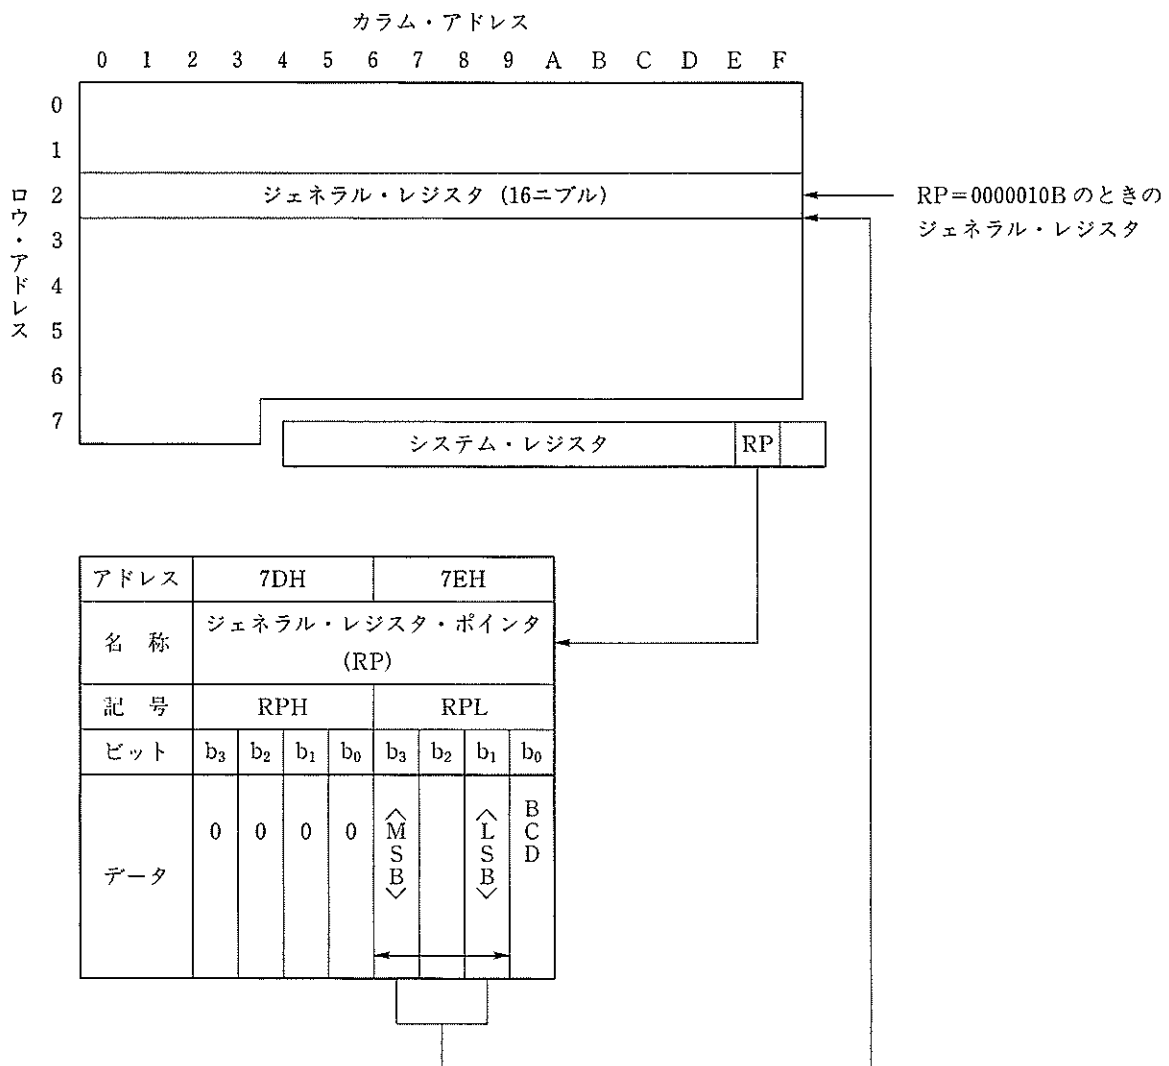 カラム・アドレス
0 1 2 3 4 5 6 7 8 9 A B C D E F
ロウ・アドレス
0
1
2
3
4
5
6
7
ジェネラル・レジスタ (16ニブル)
RP=0000010B のときの
ジェネラル・レジスタ
システム・レジスタ RP
アドレス 7DH 7EH
名 称 ジェネラル・レジスタ・ポインタ
(RP)
記 号 RPH RPL
ビット b3 b2 b1 b0 b3 b2 b1 b0
データ 0 0 0 0 〈MSB〉 〈LSB〉 BCD